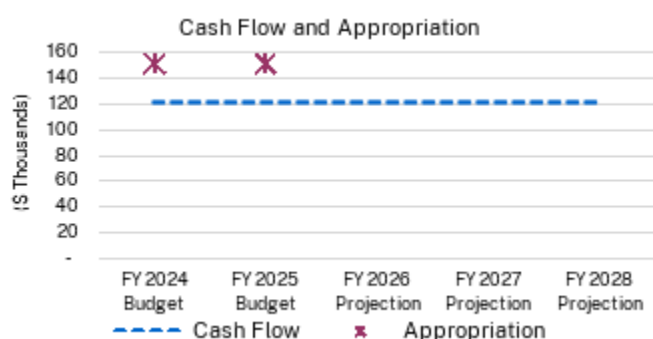 Cash Flow and Appropriation
160
140
120
100
80
60
40
20
-
($ Thousands)
FY 2024 FY 2025 FY 2026 FY 2027 FY 2028
Budget Budget Projection Projection Projection
Cash Flow Appropriation